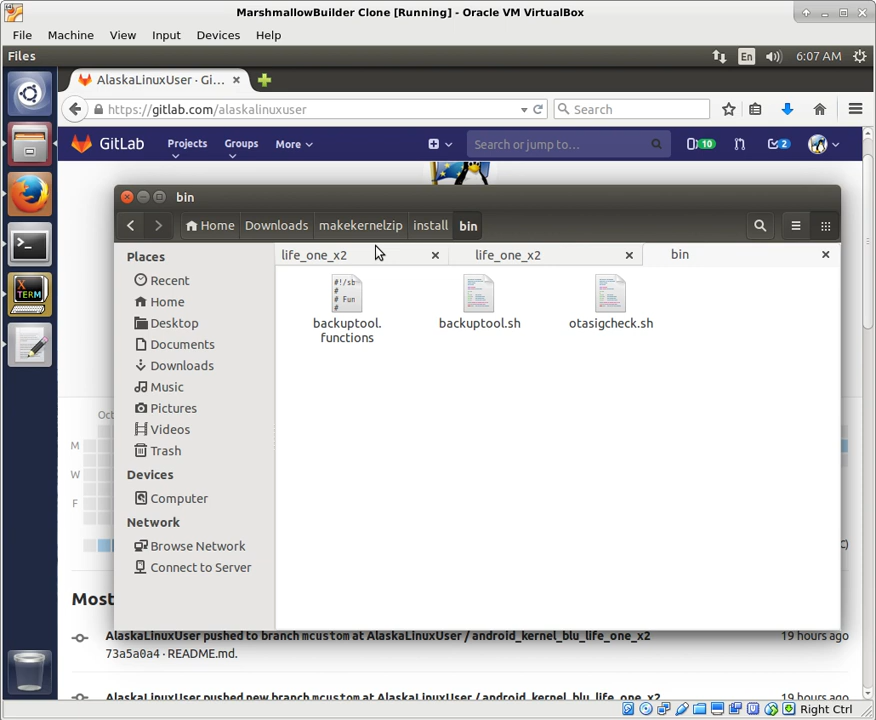 MarshmallowBuilder Clone [Running] - Oracle VM VirtualBox
File Machine View Input Devices Help
Files En 6:07 AM
AlaskaLinuxUser · Gi...
https://gitlab.com/alaskalinuxuser Search
GitLab Projects Groups More Search or jump to... 10 2
bin
Home Downloads makekernelzip install bin
life_one_x2 life_one_x2 bin
Places
Recent
Home
Desktop
Documents
Downloads
Music
Pictures
Videos
Trash
Devices
Computer
Network
Browse Network
Connect to Server
#!/sb
#
# Fun
#
backuptool.
functions
backuptool.sh
otasigcheck.sh
X
TERM
Oc
M
W
F
Most
AlaskaLinuxUser pushed to branch mcustom at AlaskaLinuxUser / android_kernel_blu_life_one_x2 19 hours ago
73a5a0a4 · README.md.
AlaskaLinuxUser pushed new branch mcustom at AlaskaLinuxUser / android_kernel_blu_life_one_x2 19 hours ago
Right Ctrl